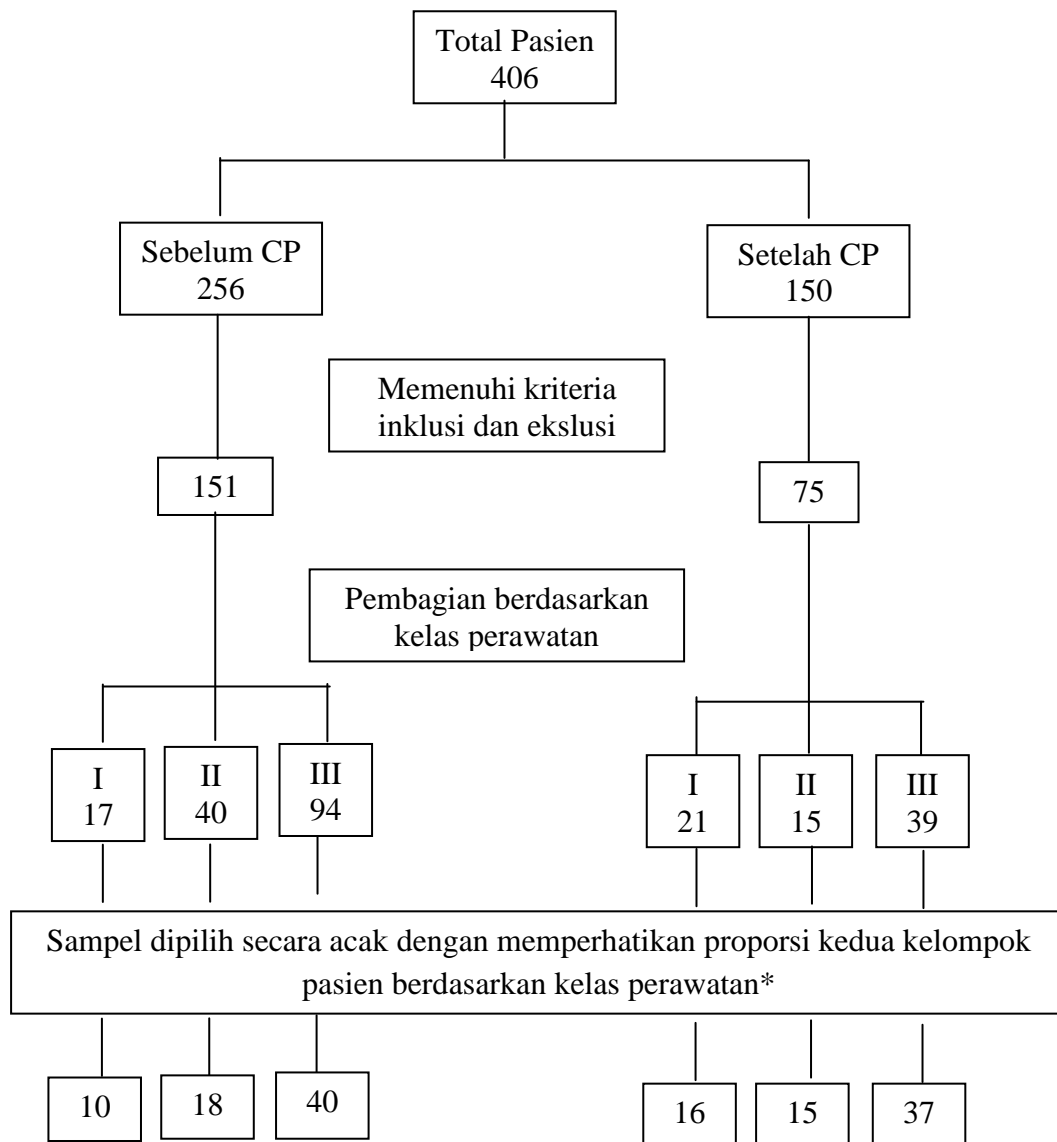 Total Pasien
406
Sebelum CP
256
Setelah CP
150
Memenuhi kriteria
inklusi dan ekslusi
151
75
Pembagian berdasarkan
kelas perawatan
I
17
II
40
III
94
I
21
II
15
III
39
Sampel dipilih secara acak dengan memperhatikan proporsi kedua kelompok
pasien berdasarkan kelas perawatan*
10
18
40
16
15
37